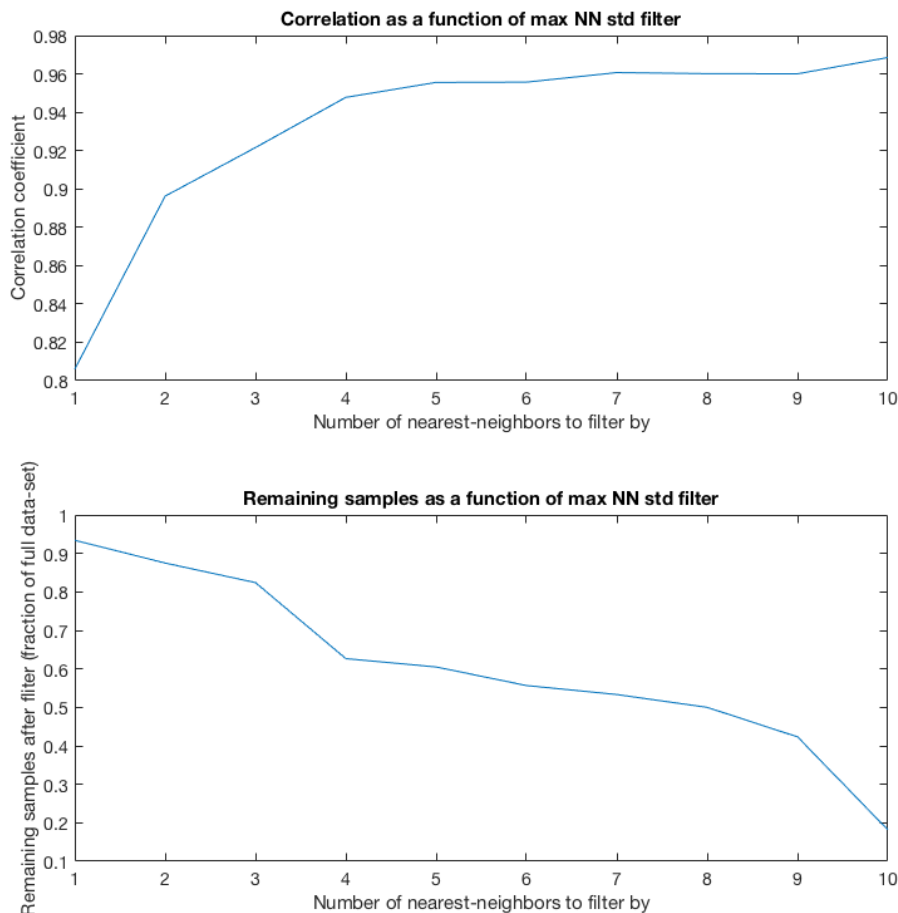 Correlation as a function of max NN std filter
0.98
0.96
0.94
0.92
0.9
0.88
0.86
0.84
0.82
0.8
Correlation coefficient
1 2 3 4 5 6 7 8 9 10
Number of nearest-neighbors to filter by
Remaining samples as a function of max NN std filter
1
0.9
0.8
0.7
0.6
0.5
0.4
0.3
0.2
0.1
Remaining samples after fliter (fraction of full data-set)
1 2 3 4 5 6 7 8 9 10
Number of nearest-neighbors to filter by